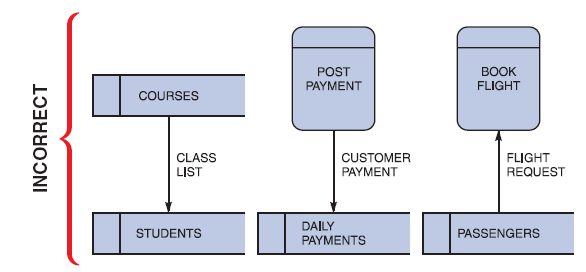 INCORRECT
COURSES
CLASS
LIST
STUDENTS
POST
PAYMENT
CUSTOMER
PAYMENT
DAILY
PAYMENTS
BOOK
FLIGHT
FLIGHT
REQUEST
PASSENGERS